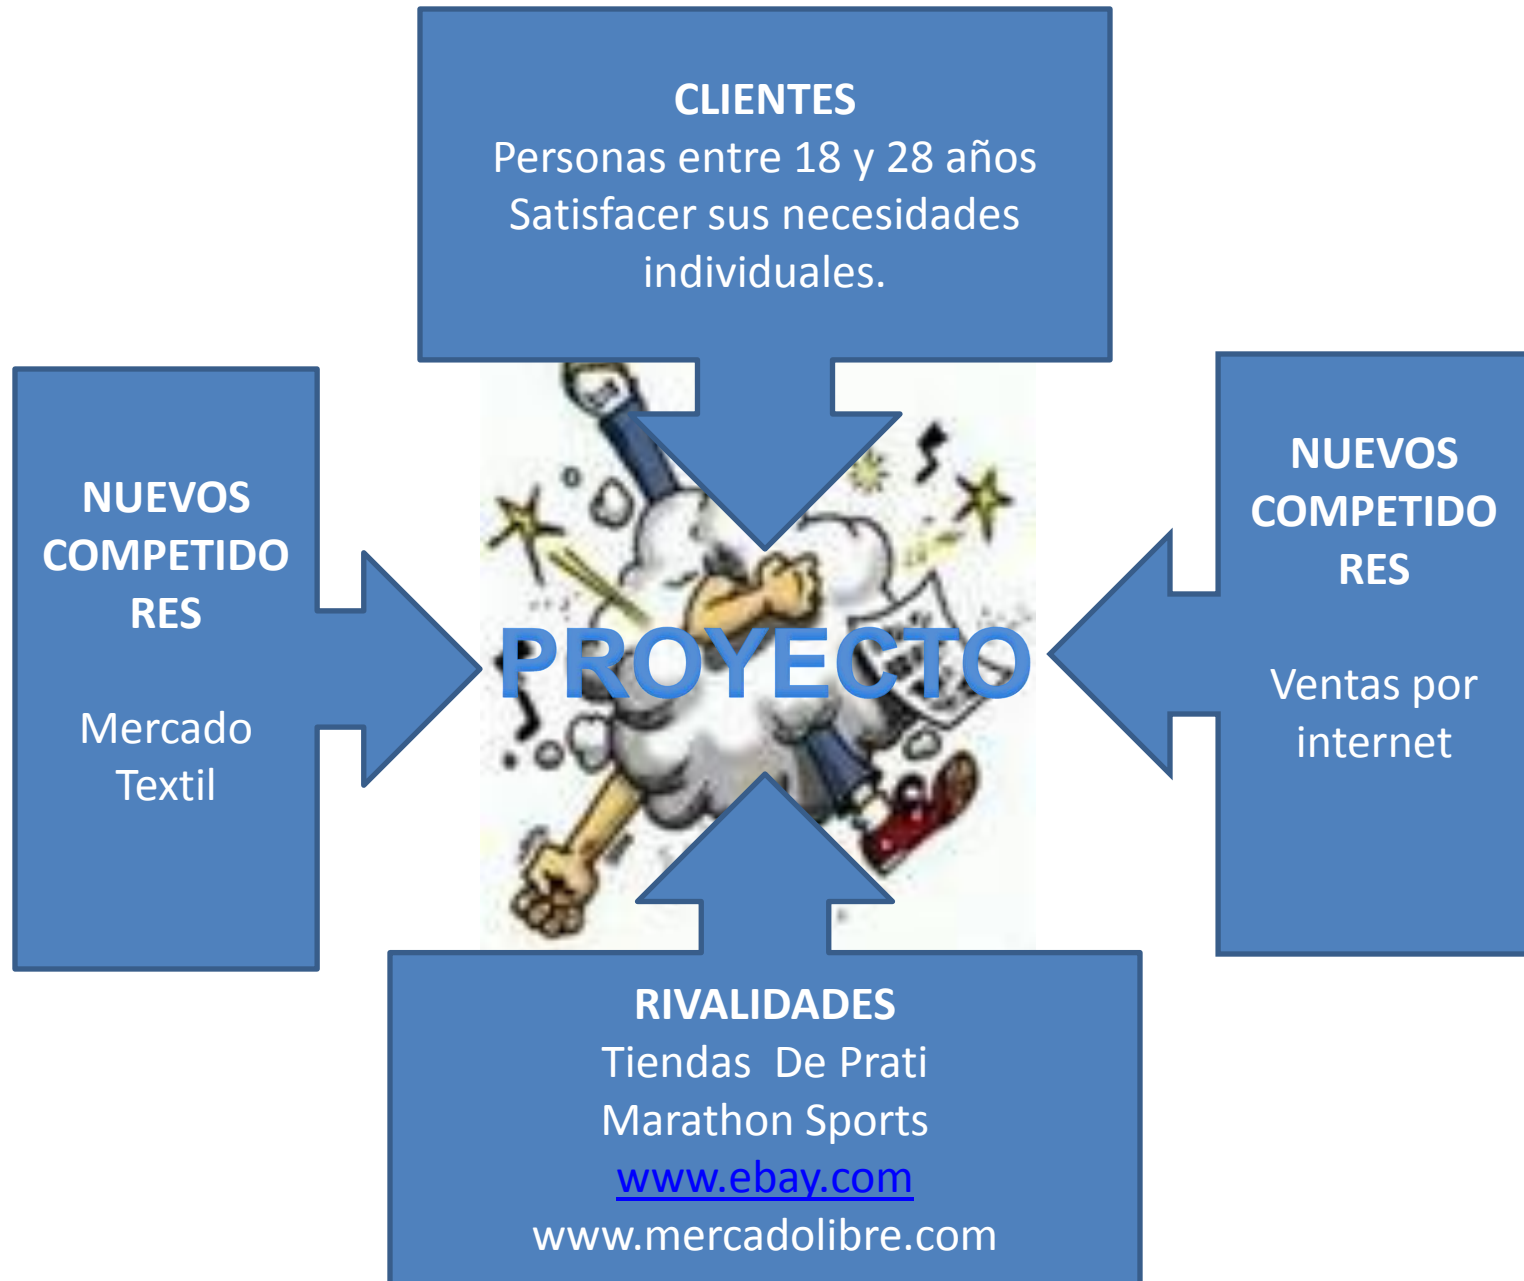 CLIENTES
Personas entre 18 y 28 años
Satisfacer sus necesidades
individuales.
NUEVOS
COMPETIDO
RES
Mercado
Textil
PROYECTO
NUEVOS
COMPETIDO
RES
Ventas por
internet
RIVALIDADES
Tiendas  De Prati
Marathon Sports
www.ebay.com
www.mercadolibre.com